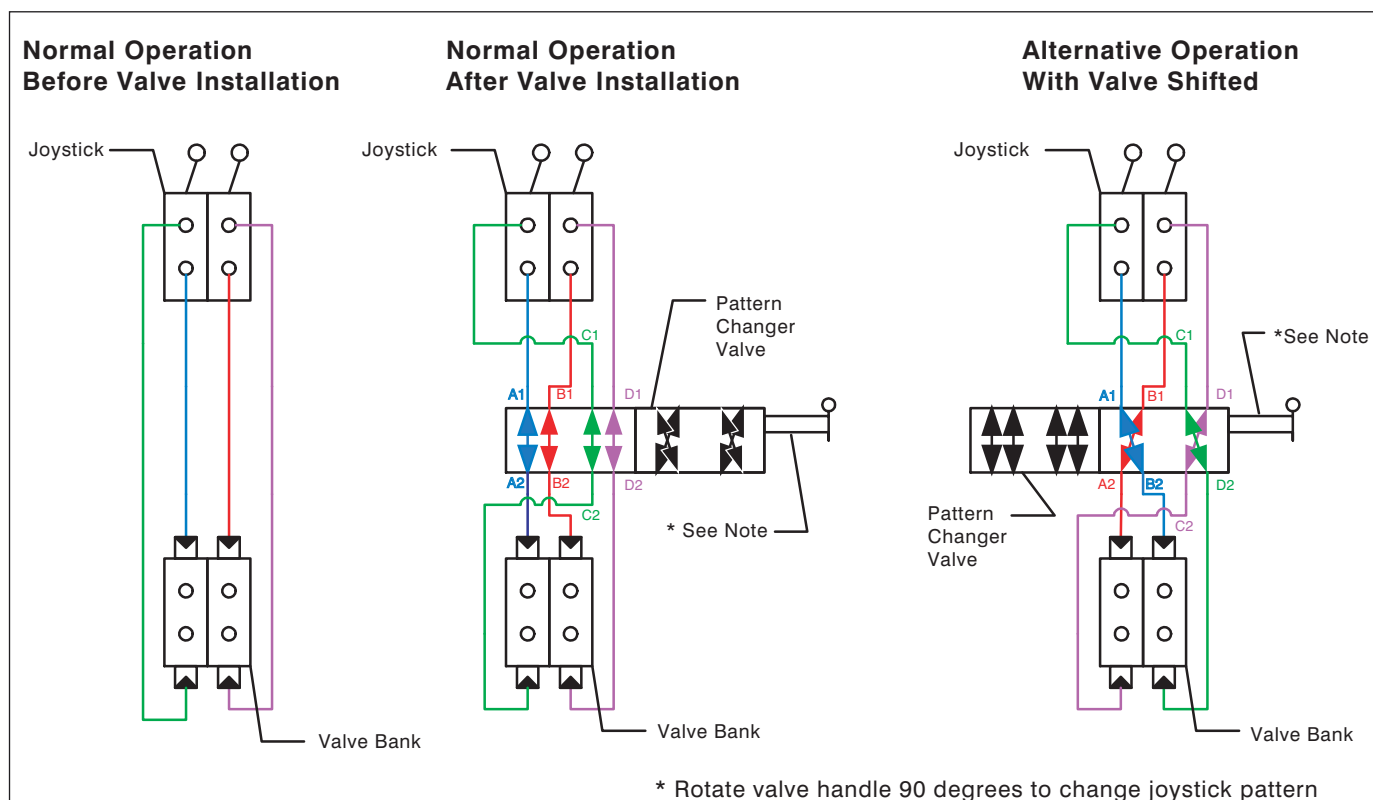 Normal Operation
Before Valve Installation
Normal Operation
After Valve Installation
Alternative Operation
With Valve Shifted
Joystick
Joystick
Joystick
Pattern
Changer
Valve
*See Note
C1
C1
A1
B1
D1
A1
B1
D1
A2
B2
D2
A2
B2
D2
C2
C2
* See Note
Pattern
Changer
Valve
Valve Bank
Valve Bank
Valve Bank
* Rotate valve handle 90 degrees to change joystick pattern